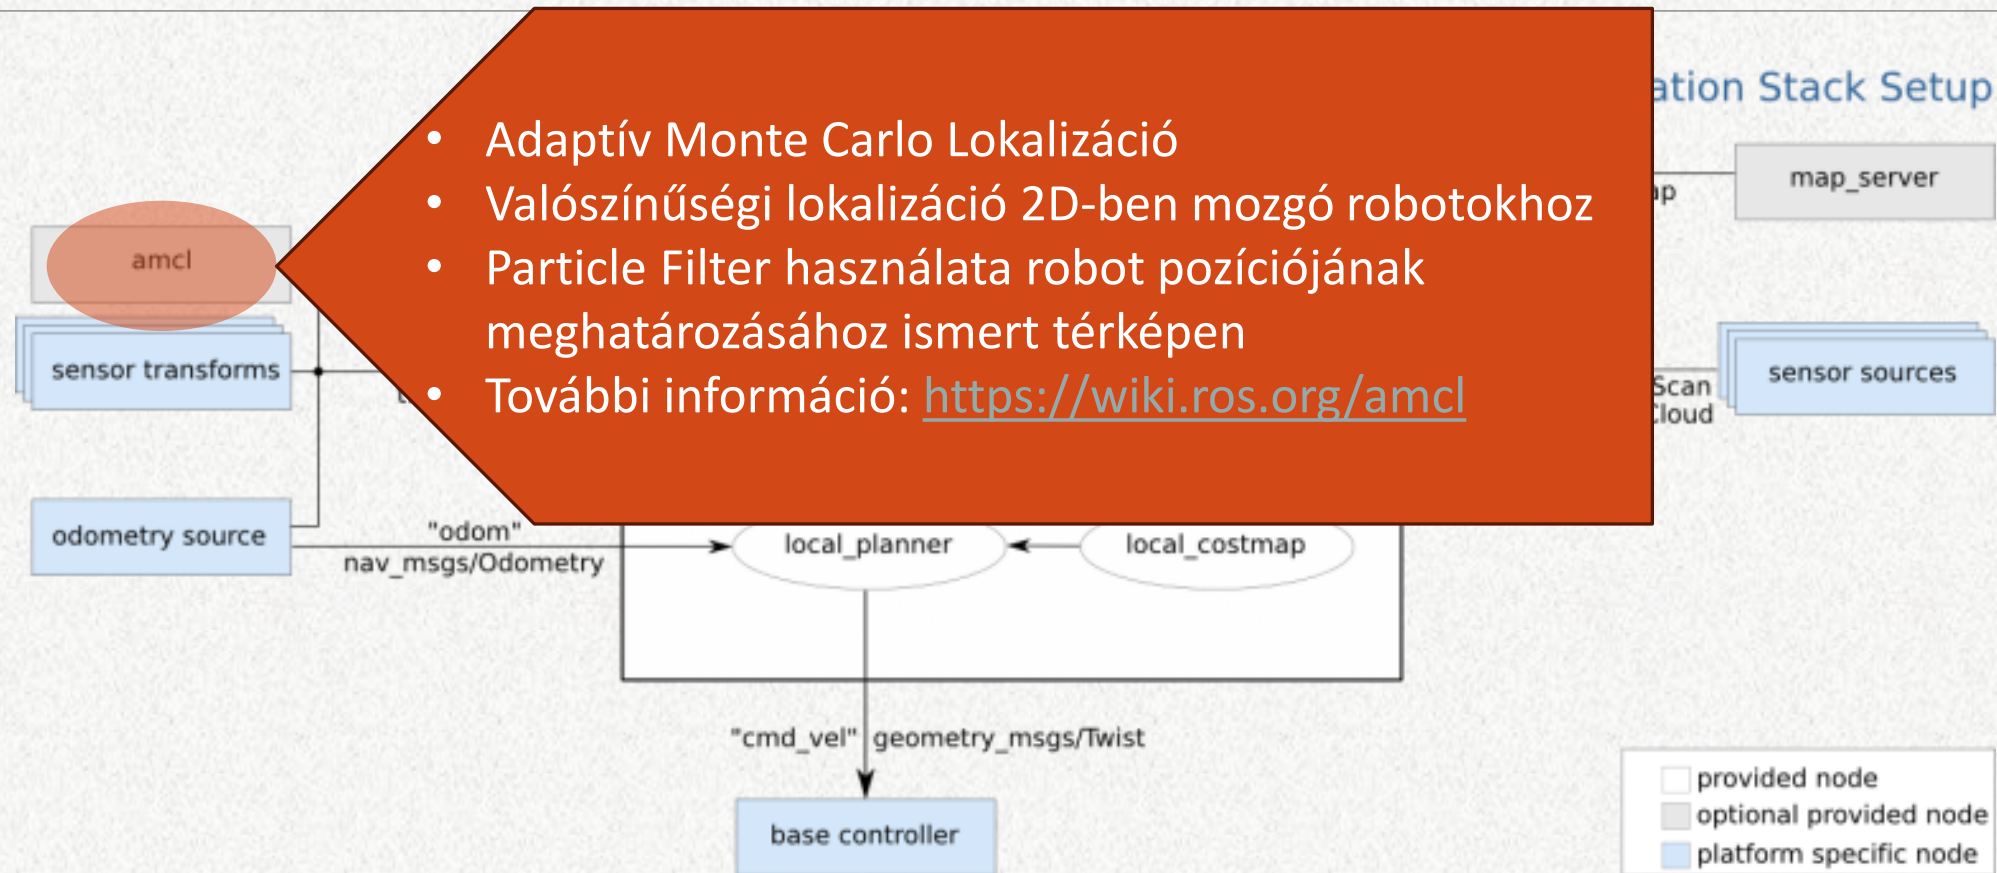 ation Stack Setup
• Adaptív Monte Carlo Lokalizáció
• Valószínűségi lokalizáció 2D-ben mozgó robotokhoz
• Particle Filter használata robot pozíciójának
meghatározásához ismert térképen
• További információ: https://wiki.ros.org/amcl
map_server
amcl
sensor transforms
sensor sources
Scan
Cloud
odometry source
"odom"
nav_msgs/Odometry
local_planner
local_costmap
"cmd_vel" geometry_msgs/Twist
base controller
provided node
optional provided node
platform specific node